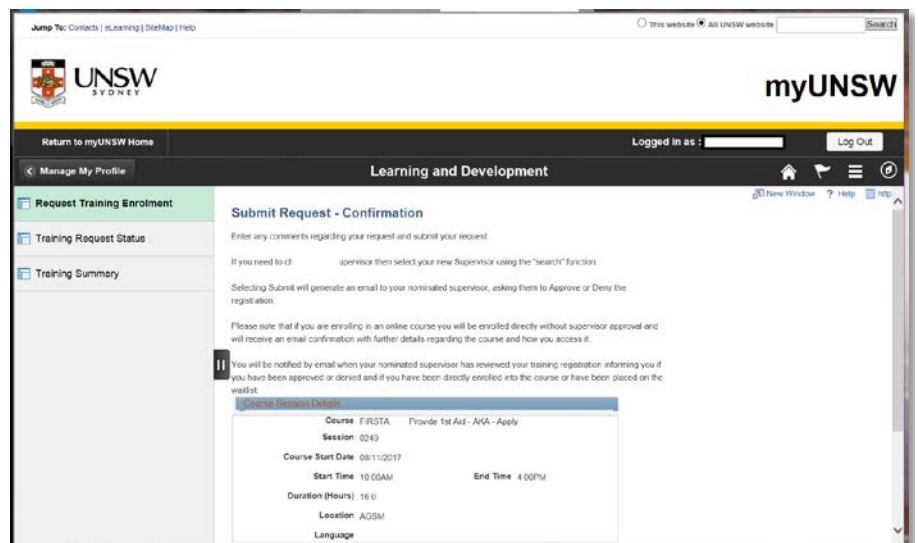 Jump To: Contacts | eLearning | SiteMap | Help
This website All UNSW website Search
UNSW
SYDNEY
myUNSW
Return to myUNSW Home Logged in as : Log Out
Manage My Profile Learning and Development
New Window ? Help http
Request Training Enrolment
Training Request Status
Training Summary
Submit Request - Confirmation
Enter any comments regarding your request and submit your request
If you need to ch upervisor then select your new Supervisor using the "search" function.
Selecting Submit will generate an email to your nominated supervisor, asking them to Approve or Deny the
registration.
Please note that if you are enrolling in an online course you will be enrolled directly without supervisor approval and
will receive an email confirmation with further details regarding the course and how you access it.
You will be notified by email when your nominated supervisor has reviewed your training registration informing you if
you have been approved or denied and if you have been directly enrolled into the course or have been placed on the
waitlist.
Course Session Details
Course FIRSTA Provide 1st Aid - AKA - Apply
Session 0249
Course Start Date 08/11/2017
Start Time 10:00AM End Time 4:00PM
Duration (Hours) 16.0
Location AGSM
Language